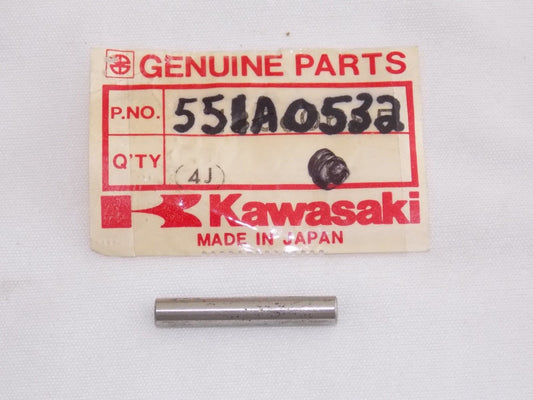 GENUINE PARTS
P.NO. 551A0532
Q'TY
(4J)
Kawasaki
MADE IN JAPAN